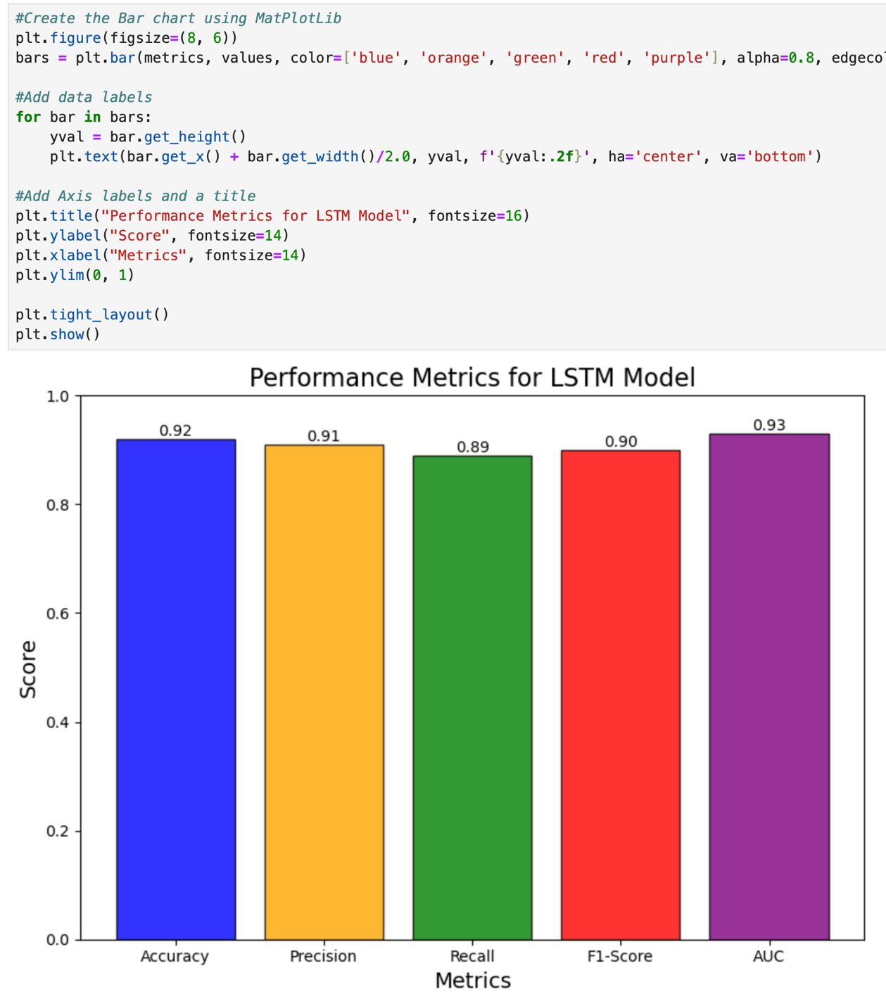 #Create the Bar chart using MatPlotLib
plt.figure(figsize=(8, 6))
bars = plt.bar(metrics, values, color=['blue', 'orange', 'green', 'red', 'purple'], alpha=0.8, edgecol
#Add data labels
for bar in bars:
    yval = bar.get_height()
    plt.text(bar.get_x() + bar.get_width()/2.0, yval, f'{yval:.2f}', ha='center', va='bottom')
#Add Axis labels and a title
plt.title("Performance Metrics for LSTM Model", fontsize=16)
plt.ylabel("Score", fontsize=14)
plt.xlabel("Metrics", fontsize=14)
plt.ylim(0, 1)
plt.tight_layout()
plt.show()
Performance Metrics for LSTM Model
1.0
0.8
0.6
0.4
0.2
0.0
Score
0.92
0.91
0.89
0.90
0.93
Accuracy
Precision
Recall
F1-Score
AUC
Metrics